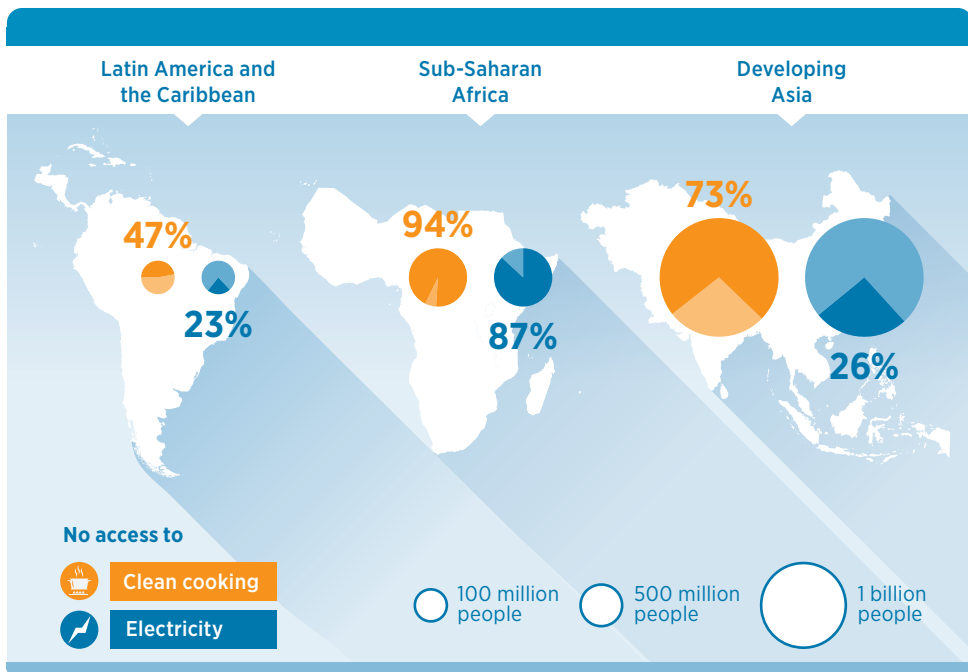 Latin America and
the Caribbean
Sub-Saharan
Africa
Developing
Asia
47%
23%
94%
87%
73%
26%
No access to
Clean cooking
Electricity
100 million
people
500 million
people
1 billion
people